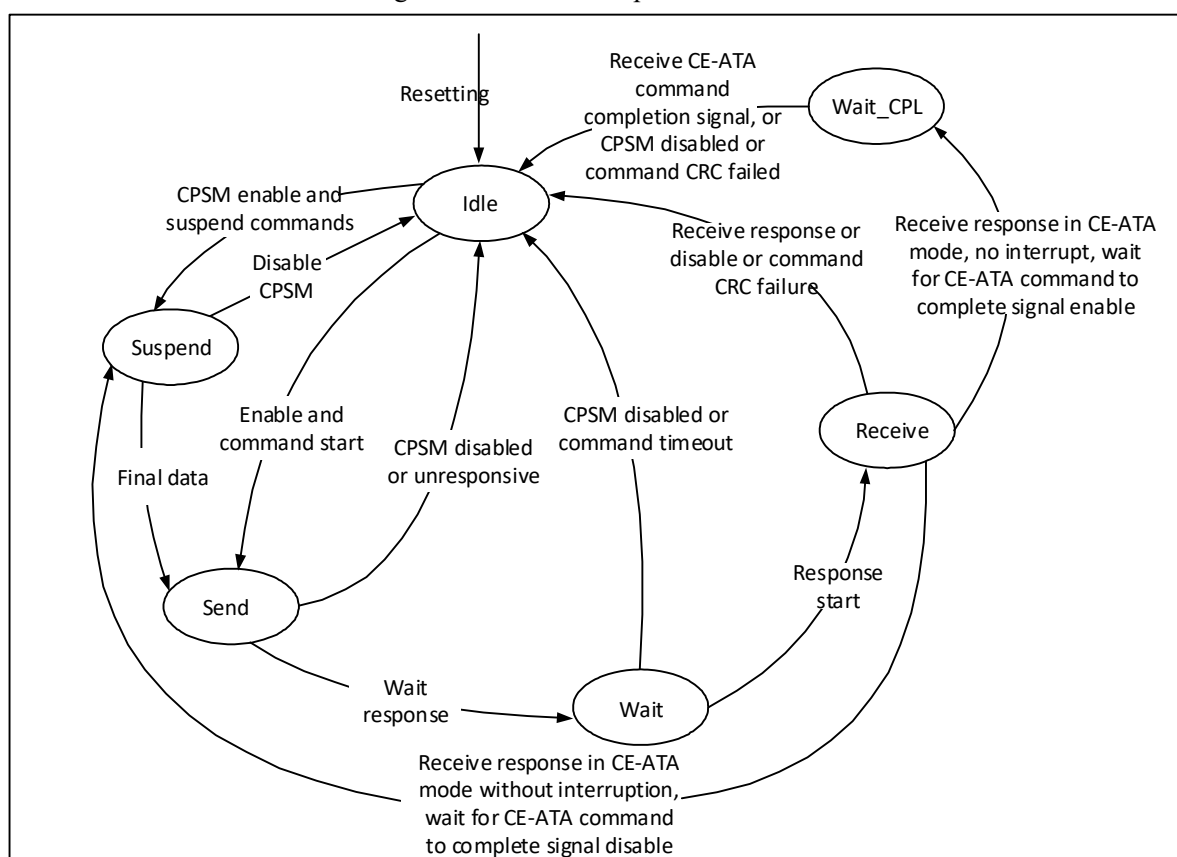 Receive CE-ATA
command
completion signal, or
CPSM disabled or
command CRC failed
Resetting
Wait_CPL
Idle
CPSM enable and
suspend commands
Disable
CPSM
Receive response or
disable or command
CRC failure
Receive response in CE-ATA
mode, no interrupt, wait
for CE-ATA command to
complete signal enable
Suspend
Enable and
command start
CPSM disabled
or unresponsive
CPSM disabled or
command timeout
Receive
Final data
Send
Response
start
Wait
response
Wait
Receive response in CE-ATA
mode without interruption,
wait for CE-ATA command
to complete signal disable